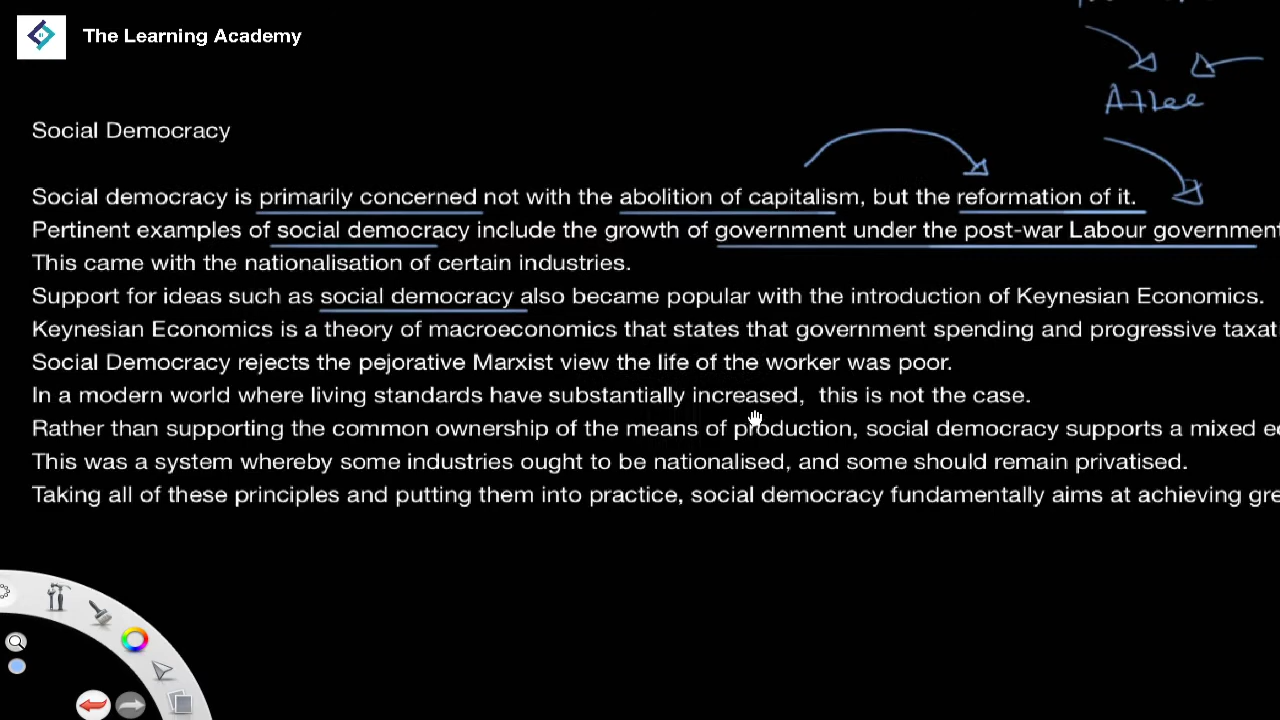 The Learning Academy
Atlee
Social Democracy
Social democracy is primarily concerned not with the abolition of capitalism, but the reformation of it.
Pertinent examples of social democracy include the growth of government under the post-war Labour government
This came with the nationalisation of certain industries.
Support for ideas such as social democracy also became popular with the introduction of Keynesian Economics.
Keynesian Economics is a theory of macroeconomics that states that government spending and progressive
Social Democracy rejects the pejorative Marxist view the life of the worker was poor.
In a modern world where living standards have substantially increased, this is not the case.
Rather than supporting the common ownership of the means of production, social democracy supports a mixed
This was a system whereby some industries ought to be nationalised, and some should remain privatised.
Taking all of these principles and putting them into practice, social democracy fundamentally aims at achieving